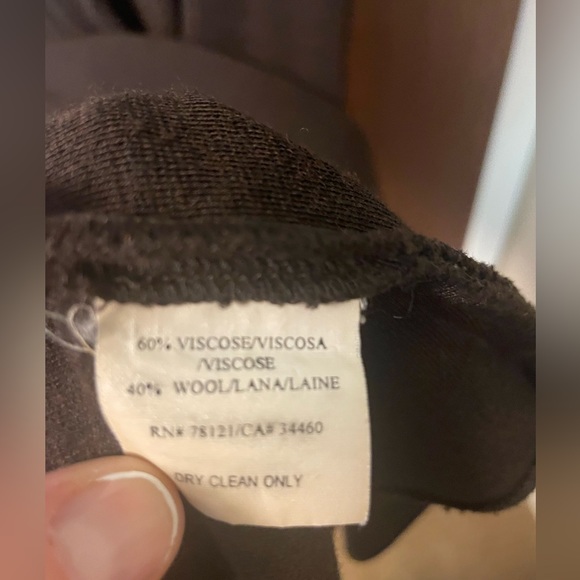 60% VISCOSE/VISCOSA
/VISCOSE
40% WOOL/LANA/LAINE
RN# 78121/CA# 34460
DRY CLEAN ONLY